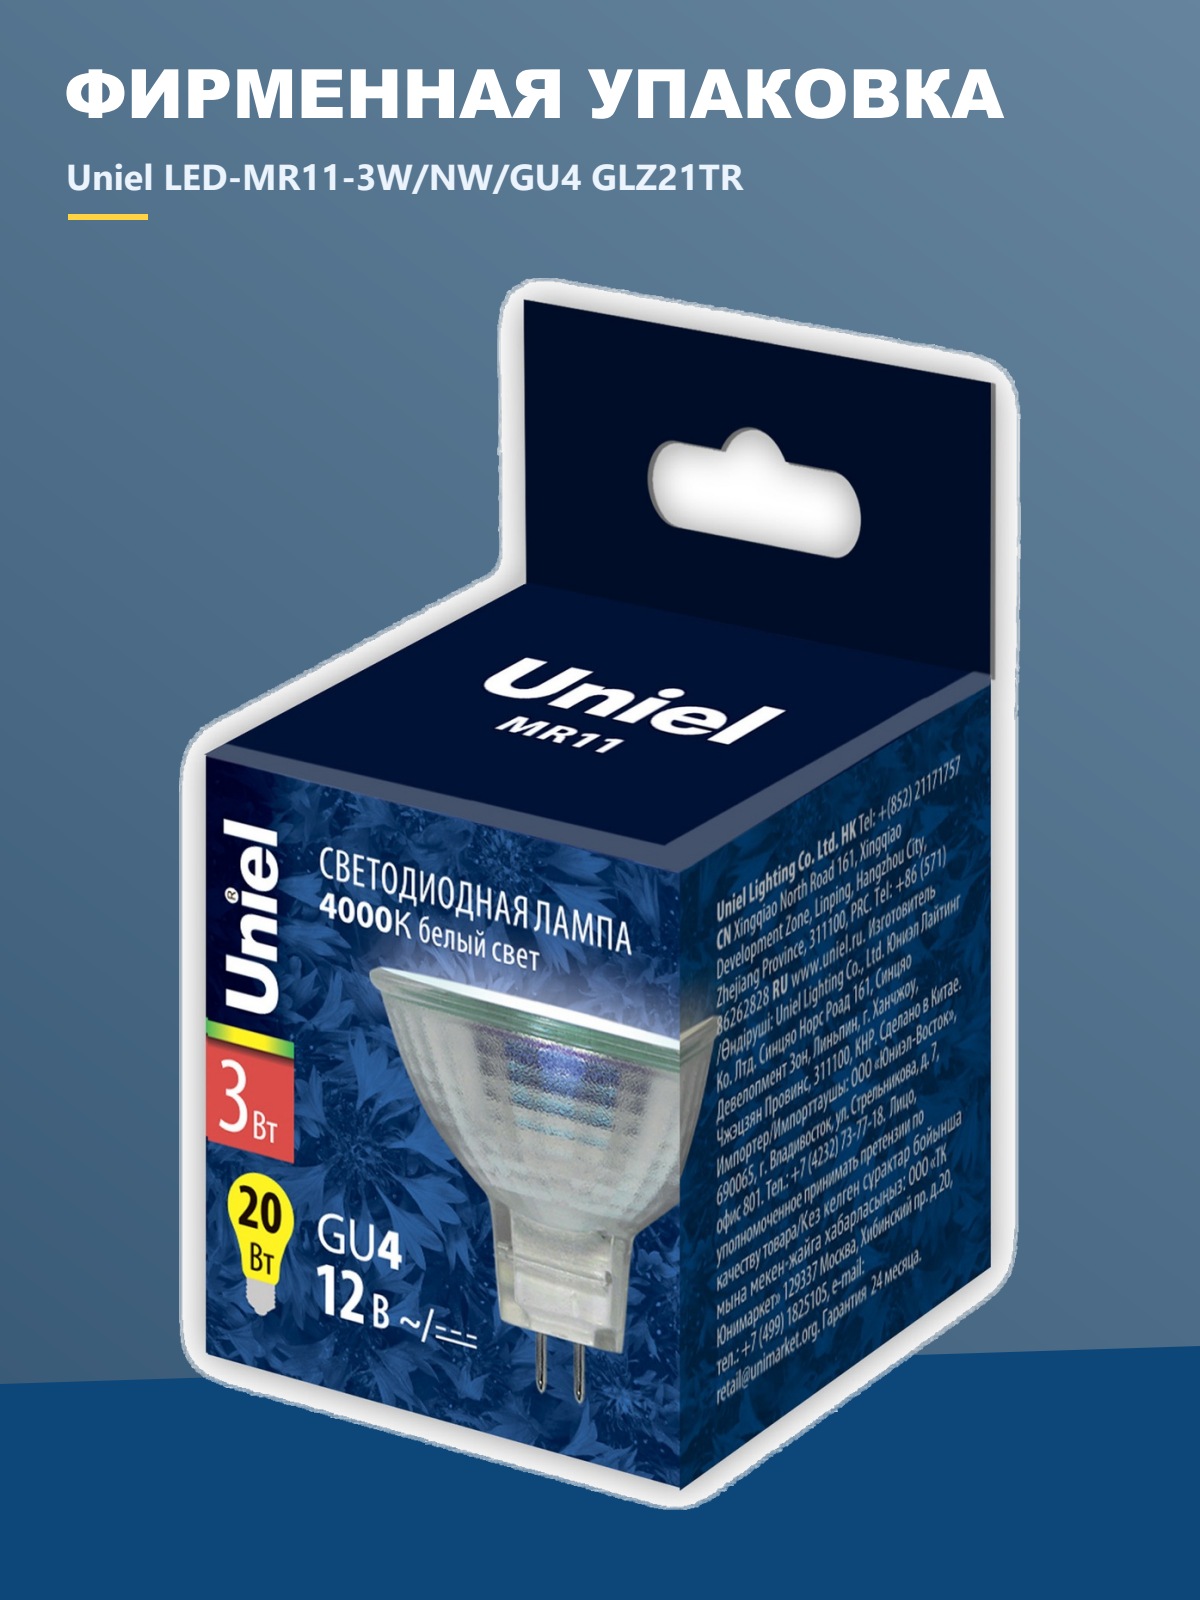 ФИРМЕННАЯ УПАКОВКА
Uniel LED-MR11-3W/NW/GU4 GLZ21TR
Uniel
MR11
Uniel®
СВЕТОДИОДНАЯ ЛАМПА
4000K белый свет
3 Вт
20
Вт
GU4
12 В ~/
Uniel Lighting Co. Ltd. HK Tel: +(852) 21171757
CN Xingqiao North Road 161, Xingqiao
Development Zone, Linping, Hangzhou City,
Zhejiang Province, 311100, PRC. Tel: +86 (571)
86262828 RU www.uniel.ru. Изготовитель
/Өндіруші: Uniel Lighting Co., Ltd. Юниэл Лайтинг
Ко. Лтд. Синцяо Норс Роад 161, Синцяо
Девелопмент Зон, Линьпин, г. Ханчжоу,
Чжэцзян Провинс, 311100, КНР. Сделано в Китае.
Импортер/Импорттаушы: ООО «Юниэл-Восток»,
690065, г. Владивосток, ул. Стрельникова, д. 7,
офис 801. Тел.: +7 (4232) 73-77-18. Лицо,
уполномоченное принимать претензии по
качеству товара/Кез келген сұрақтар бойынша
мына мекен-жайға хабарласыңыз: ООО «ТК
Юнимаркет» 129337 Москва, Хибинский пр. д.20,
тел.: +7 (499) 1825105, e-mail:
retail@unimarket.org. Гарантия 24 месяца.